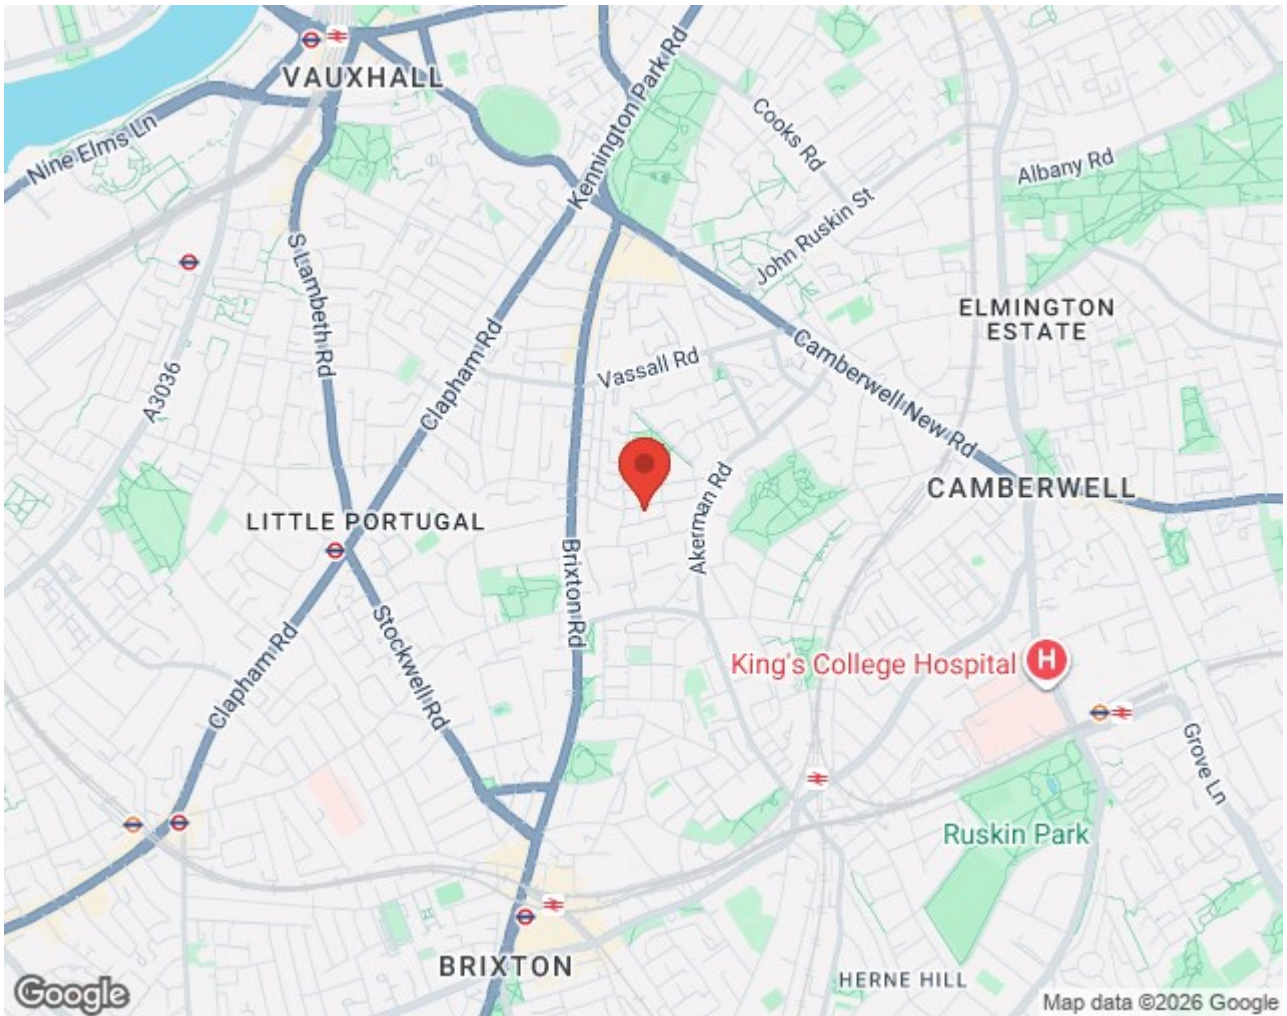 VAUXHALL
Nine Elms Ln
Kennington Park Rd
Cooks Rd
Albany Rd
John Ruskin St
S Lambeth Rd
A3036
Clapham Rd
Vassall Rd
Camberwell New Rd
ELMINGTON
ESTATE
CAMBERWELL
LITTLE PORTUGAL
Akerman Rd
Brixton Rd
Stockwell Rd
Clapham Rd
King's College Hospital
H
Grove Ln
Ruskin Park
BRIXTON
HERNE HILL
Google
Map data ©2026 Google